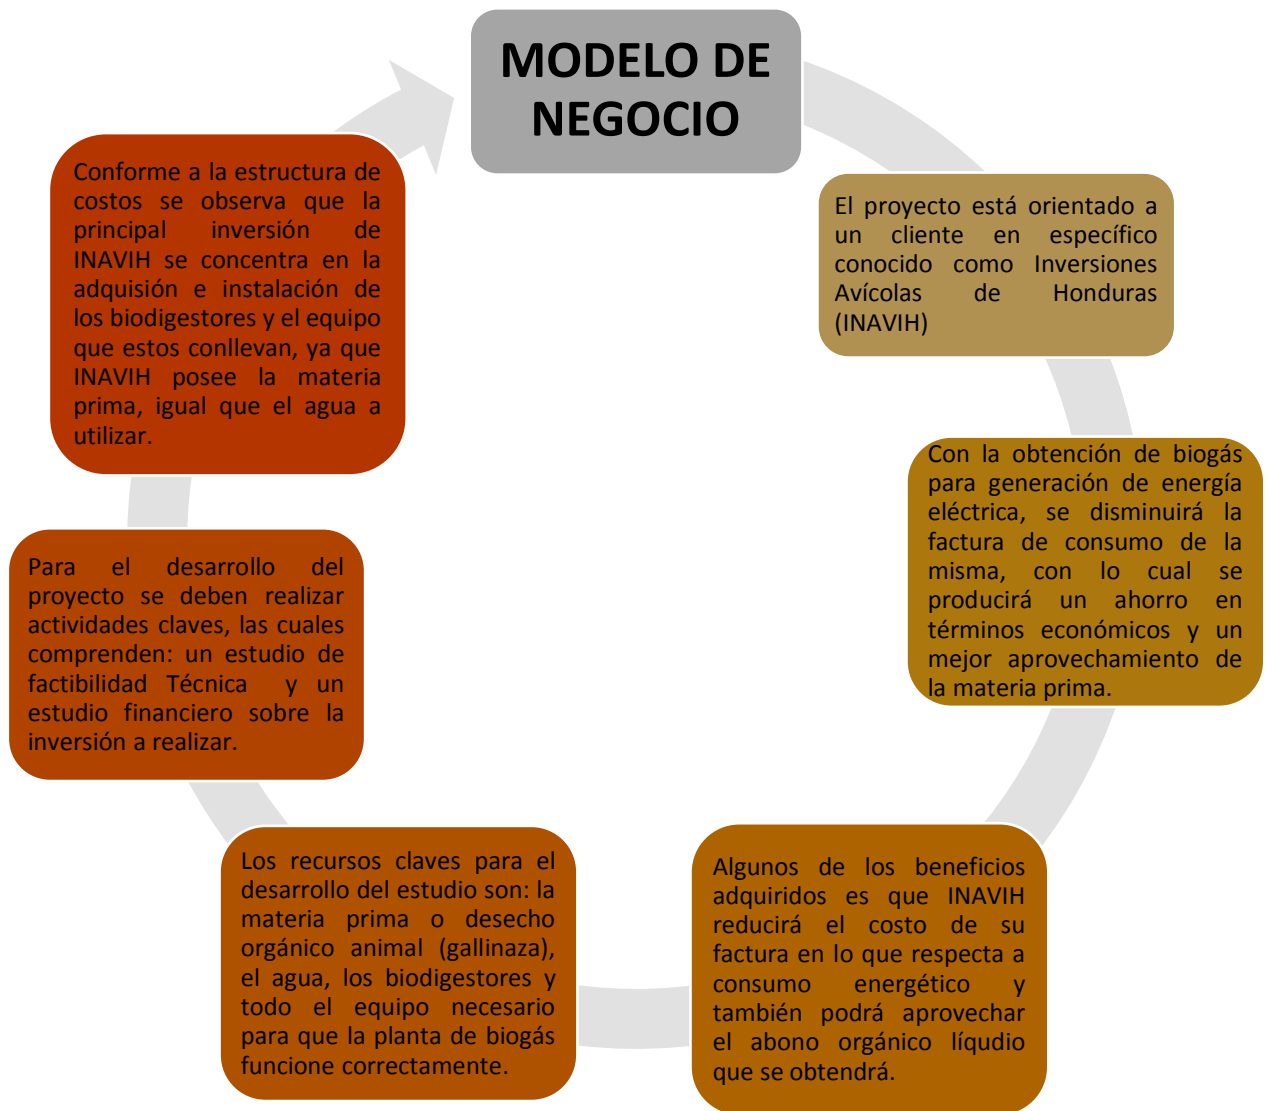 MODELO DE
NEGOCIO
El proyecto está orientado a
un cliente en específico
conocido como Inversiones
Avícolas de Honduras
(INAVIH)
Con la obtención de biogás
para generación de energía
eléctrica, se disminuirá la
factura de consumo de la
misma, con lo cual se
producirá un ahorro en
términos económicos y un
mejor aprovechamiento de
la materia prima.
Algunos de los beneficios
adquiridos es que INAVIH
reducirá el costo de su
factura en lo que respecta a
consumo energético y
también podrá aprovechar
el abono orgánico líqudio
que se obtendrá.
Los recursos claves para el
desarrollo del estudio son: la
materia prima o desecho
orgánico animal (gallinaza),
el agua, los biodigestores y
todo el equipo necesario
para que la planta de biogás
funcione correctamente.
Para el desarrollo del
proyecto se deben realizar
actividades claves, las cuales
comprenden: un estudio de
factibilidad Técnica y un
estudio financiero sobre la
inversión a realizar.
Conforme a la estructura de
costos se observa que la
principal inversión de
INAVIH se concentra en la
adquisión e instalación de
los biodigestores y el equipo
que estos conllevan, ya que
INAVIH posee la materia
prima, igual que el agua a
utilizar.